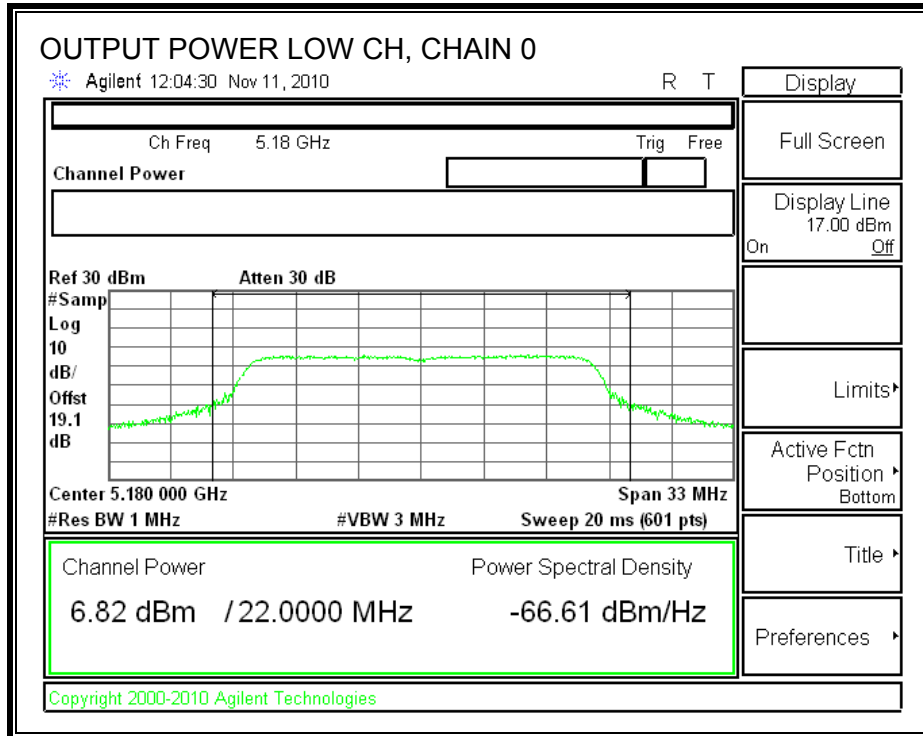 OUTPUT POWER LOW CH, CHAIN 0
Agilent 12:04:30 Nov 11, 2010 R T
Display
Ch Freq 5.18 GHz Trig Free
Channel Power
Full Screen
Display Line
17.00 dBm
On Off
Ref 30 dBm Atten 30 dB
#Samp
Log
10
dB/
Offst
19.1
dB
Limits
Active Fctn
Position
Bottom
Center 5.180 000 GHz Span 33 MHz
#Res BW 1 MHz #VBW 3 MHz Sweep 20 ms (601 pts)
Title
Channel Power Power Spectral Density
6.82 dBm / 22.0000 MHz -66.61 dBm/Hz
Preferences
Copyright 2000-2010 Agilent Technologies